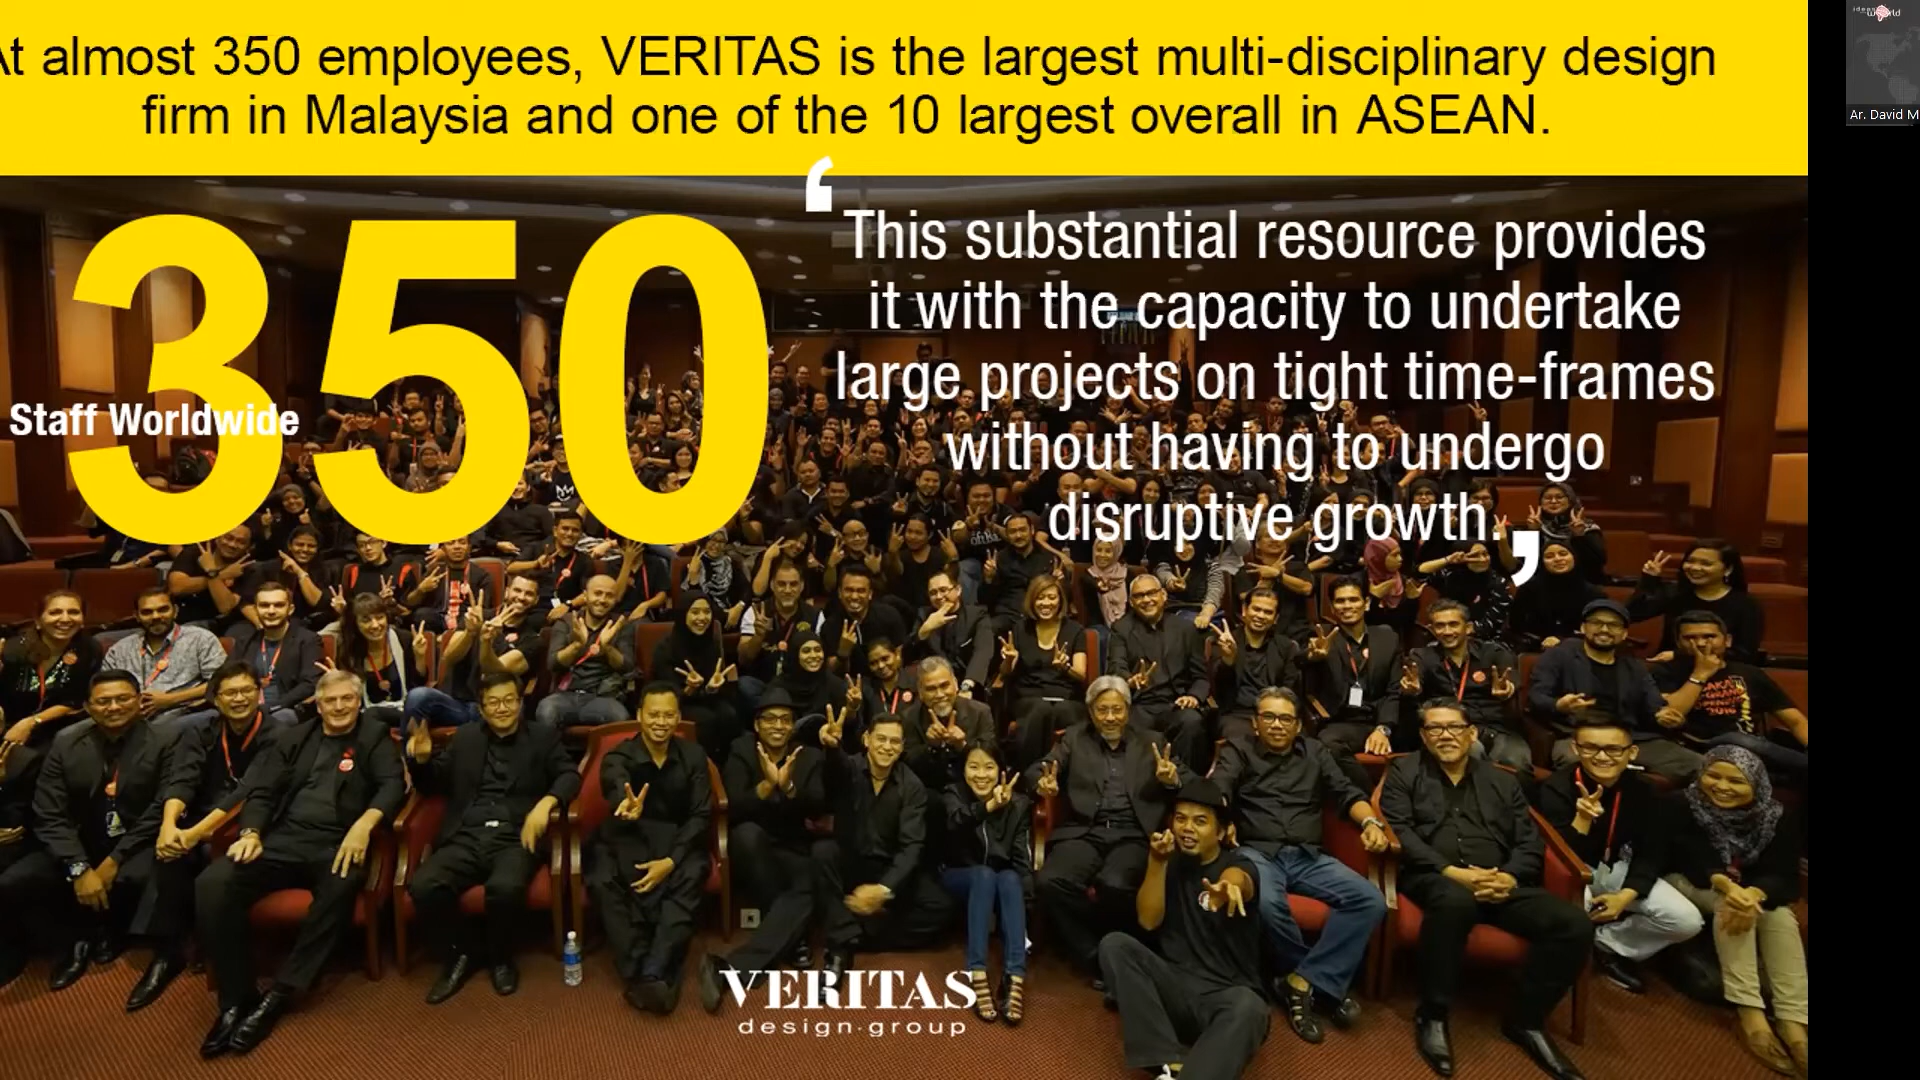 At almost 350 employees, VERITAS is the largest multi-disciplinary design
firm in Malaysia and one of the 10 largest overall in ASEAN.
350
Staff Worldwide
‘This substantial resource provides
it with the capacity to undertake
large projects on tight time-frames
without having to undergo
disruptive growth.’
VERITAS
design·group
Ar. David M